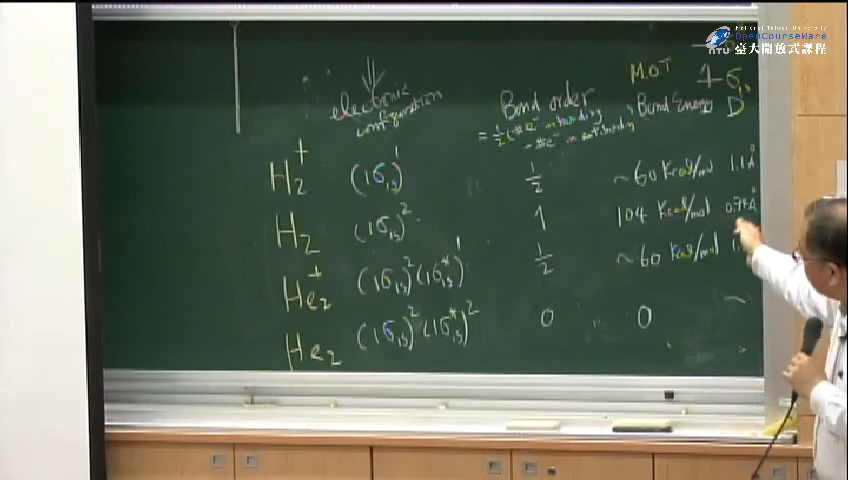 National Taiwan University
OpenCourseWare
NTU 臺大開放式課程
M.O.T
electronic configuration
Bond order
= 1/2 (#e⁻ in bonding
- #e⁻ in antibonding
Bond Energy D
H₂⁺ (1σ₁ₛ)¹ 1/2 ~60 Kcal/mol 1.1Å
H₂ (1σ₁ₛ)² 1 104 Kcal/mol 0.74Å
He₂⁺ (1σ₁ₛ)²(1σ*₁ₛ)¹ 1/2 ~60 Kcal/mol 1.
He₂ (1σ₁ₛ)²(1σ*₁ₛ)² 0 0 ~